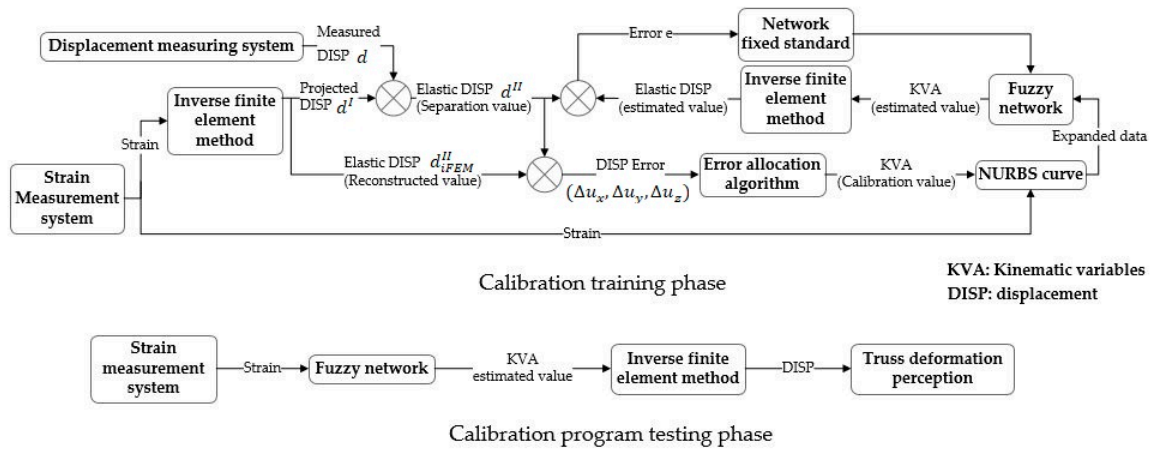 Displacement measuring system
Measured
DISP d
Error e
Network
fixed standard
Inverse finite
element method
Projected
DISP d^I
Elastic DISP d^{II}
(Separation value)
Elastic DISP
(estimated value)
Inverse finite
element method
KVA
(estimated value)
Fuzzy
network
Strain
Expanded data
Strain
Measurement
system
Elastic DISP d^{II}_{iFEM}
(Reconstructed value)
DISP Error
(Δu_x, Δu_y, Δu_z)
Error allocation
algorithm
KVA
(Calibration value)
NURBS curve
Strain
Calibration training phase
KVA: Kinematic variables
DISP: displacement
Strain
measurement
system
Strain
Fuzzy network
KVA
estimated value
Inverse finite
element method
DISP
Truss deformation
perception
Calibration program testing phase